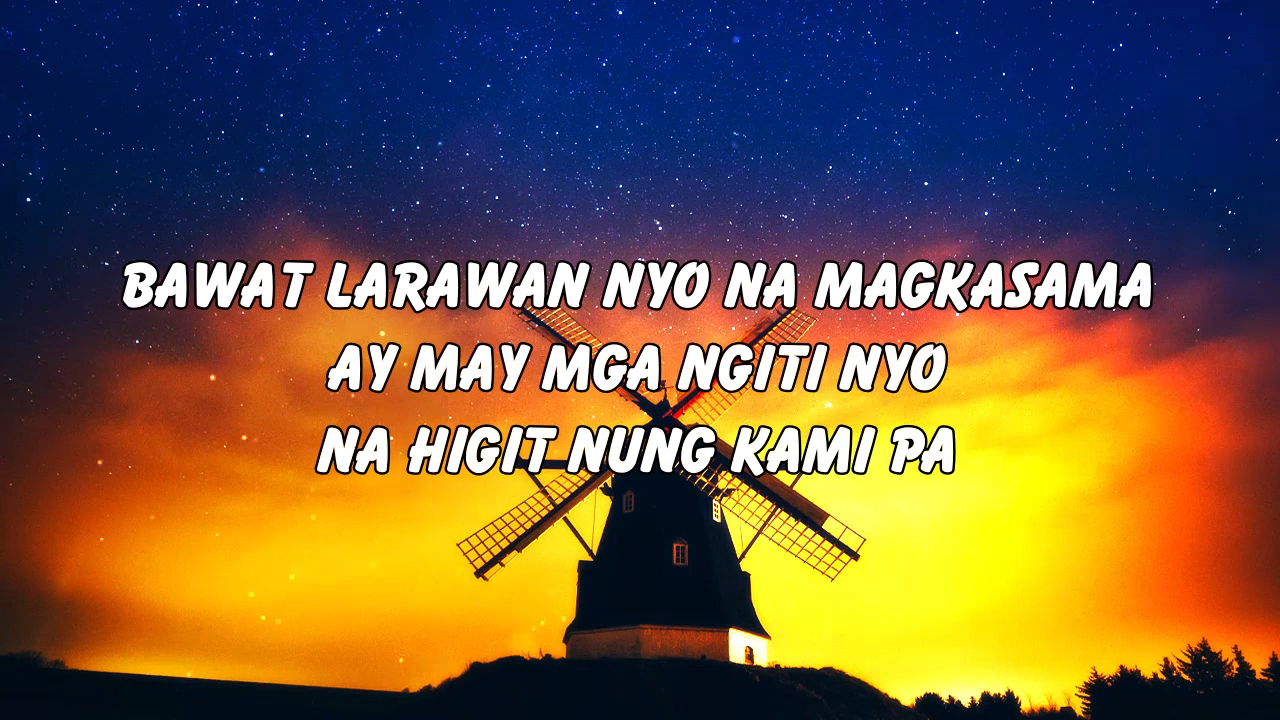 BAWAT LARAWAN NYO NA MAGKASAMA
AY MAY MGA NGITI NYO
NA HIGIT NUNG KAMI PA